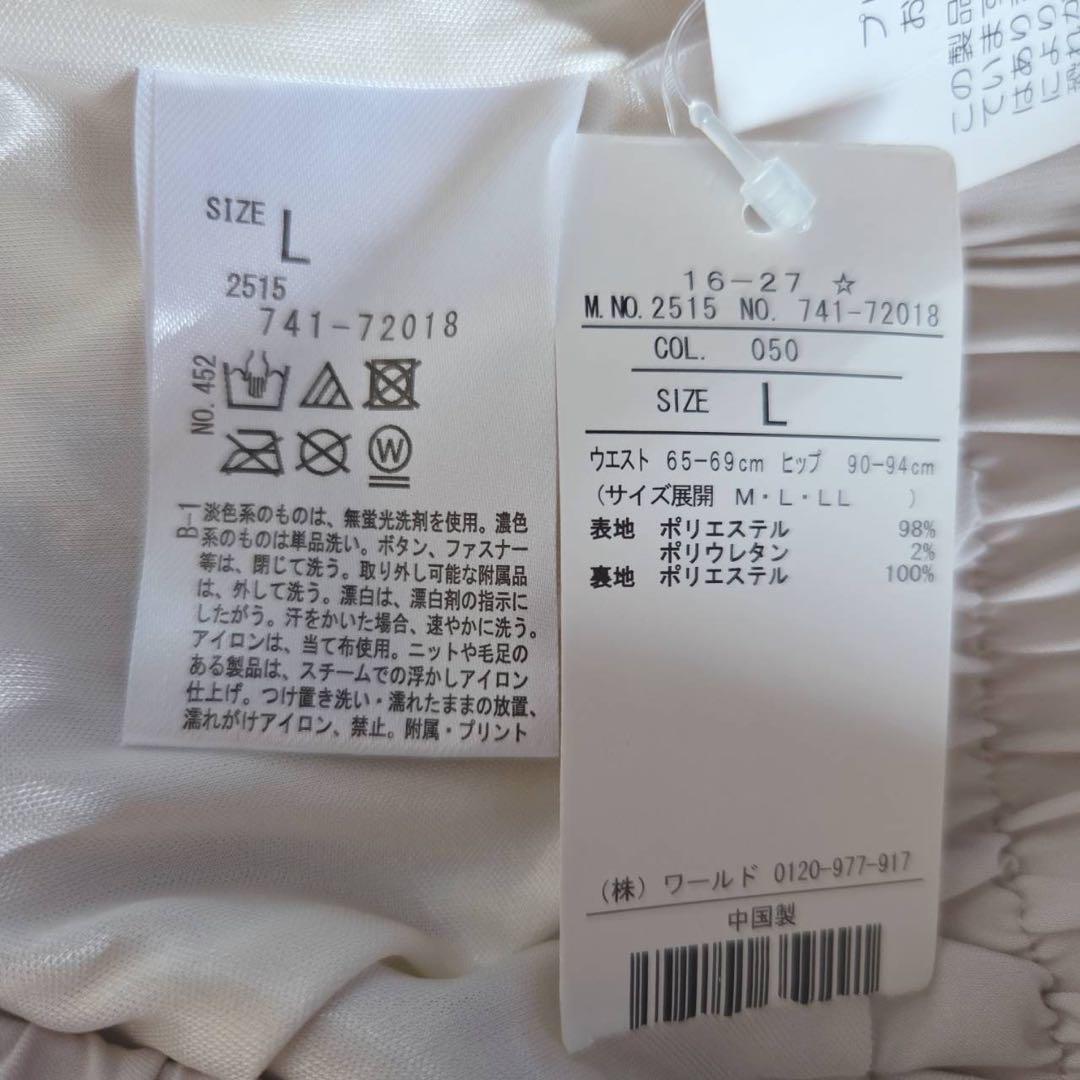 SIZE L
2515
741-72018
NO. 452
W
B-1
淡色系のものは、無蛍光洗剤を使用。濃色
系のものは単品洗い。ボタン、ファスナー
等は、閉じて洗う。取り外し可能な附属品
は、外して洗う。漂白は、漂白剤の指示に
したがう。汗をかいた場合、速やかに洗う。
アイロンは、当て布使用。ニットや毛足の
ある製品は、スチームでの浮かしアイロン
仕上げ。つけ置き洗い・濡れたままの放置、
濡れがけアイロン、禁止。附属・プリント
16-27 ☆
M.NO.2515 NO. 741-72018
COL. 050
SIZE L
ウエスト 65-69cm ヒップ 90-94cm
(サイズ展開 M・L・LL )
表地 ポリエステル 98%
ポリウレタン 2%
裏地 ポリエステル 100%
(株)ワールド 0120-977-917
中国製
この製品
ていま
はあ